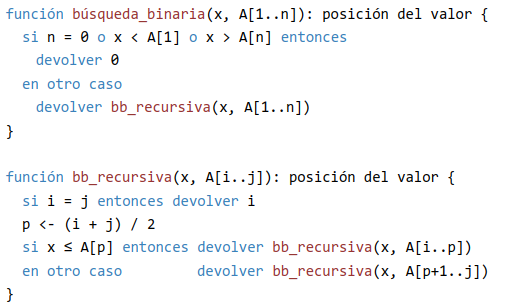 función búsqueda_binaria(x, A[1..n]): posición del valor {
si n = 0 o x < A[1] o x > A[n] entonces
devolver 0
en otro caso
devolver bb_recursiva(x, A[1..n])
}
función bb_recursiva(x, A[i..j]): posición del valor {
si i = j entonces devolver i
p <- (i + j) / 2
si x ≤ A[p] entonces devolver bb_recursiva(x, A[i..p])
en otro caso devolver bb_recursiva(x, A[p+1..j])
}